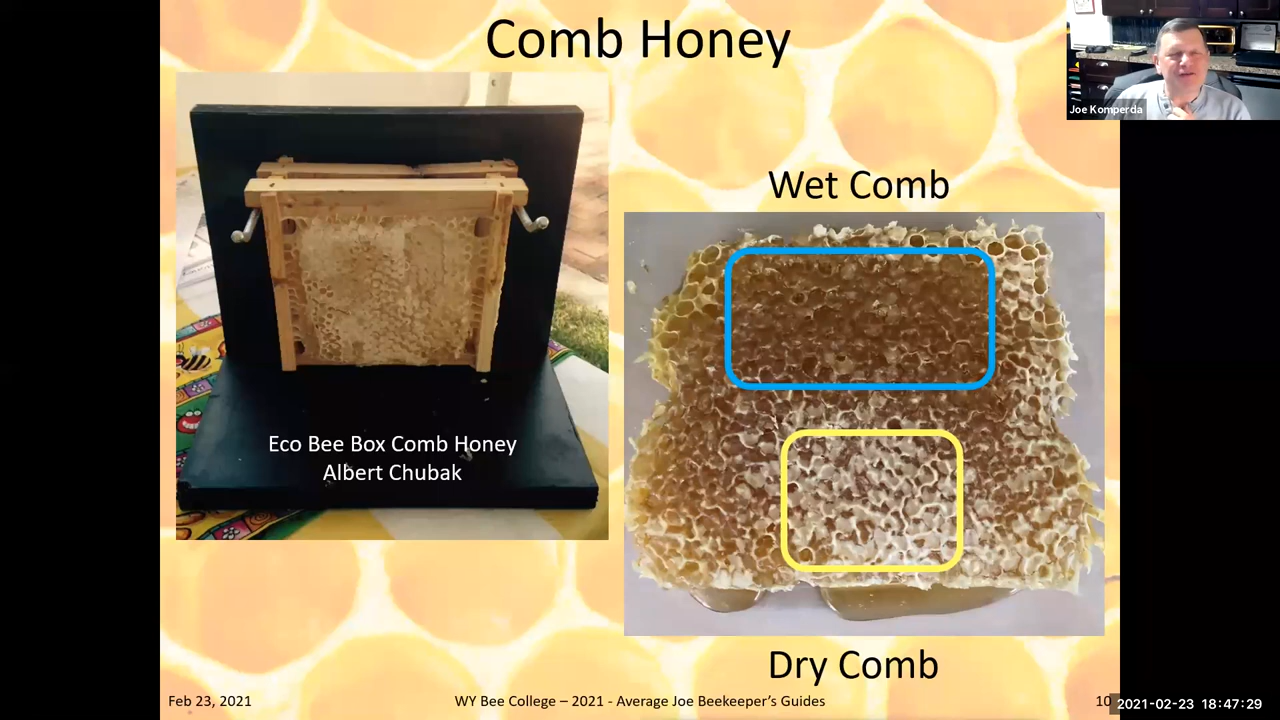 Comb Honey
Joe Komperda
Wet Comb
Eco Bee Box Comb Honey
Albert Chubak
Dry Comb
Feb 23, 2021
WY Bee College – 2021 - Average Joe Beekeeper's Guides
10
2021-02-23 18:47:29